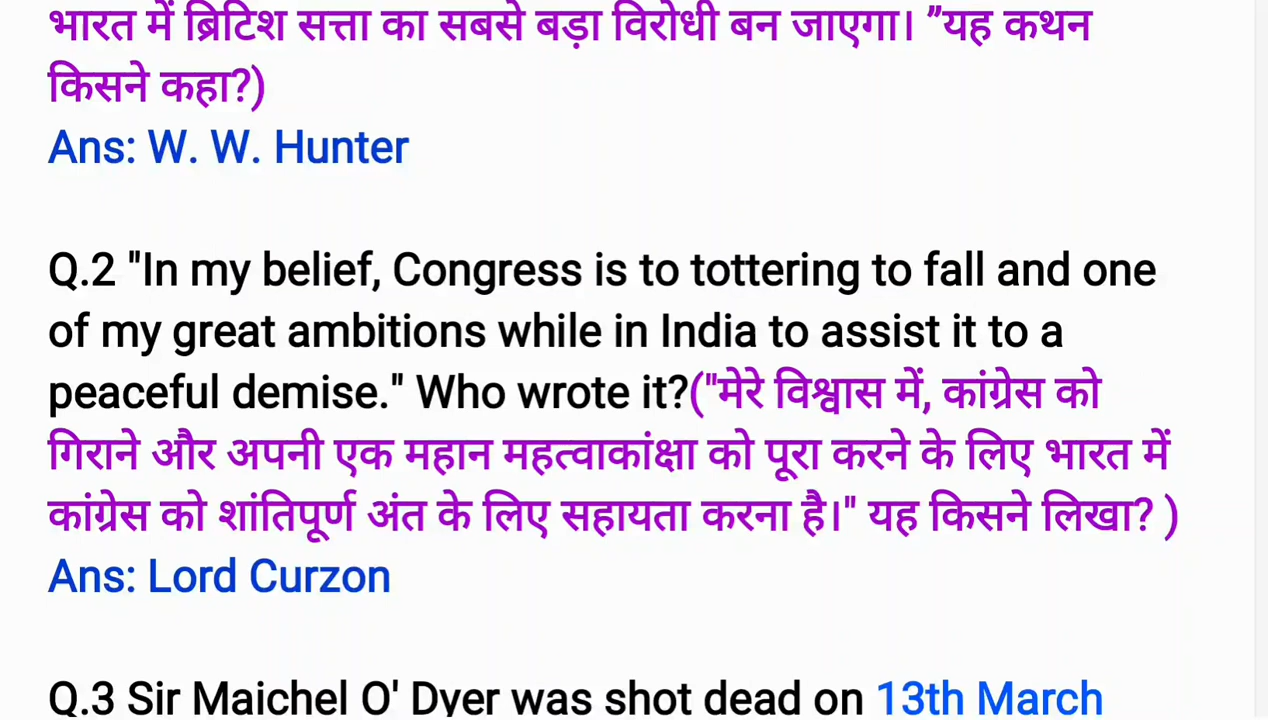 भारत में ब्रिटिश सत्ता का सबसे बड़ा विरोधी बन जाएगा। ”यह कथन
किसने कहा?)
Ans: W. W. Hunter
Q.2 "In my belief, Congress is to tottering to fall and one
of my great ambitions while in India to assist it to a
peaceful demise." Who wrote it?("मेरे विश्वास में, कांग्रेस को
गिराने और अपनी एक महान महत्वाकांक्षा को पूरा करने के लिए भारत में
कांग्रेस को शांतिपूर्ण अंत के लिए सहायता करना है।" यह किसने लिखा? )
Ans: Lord Curzon
Q.3 Sir Maichel O' Dyer was shot dead on 13th March